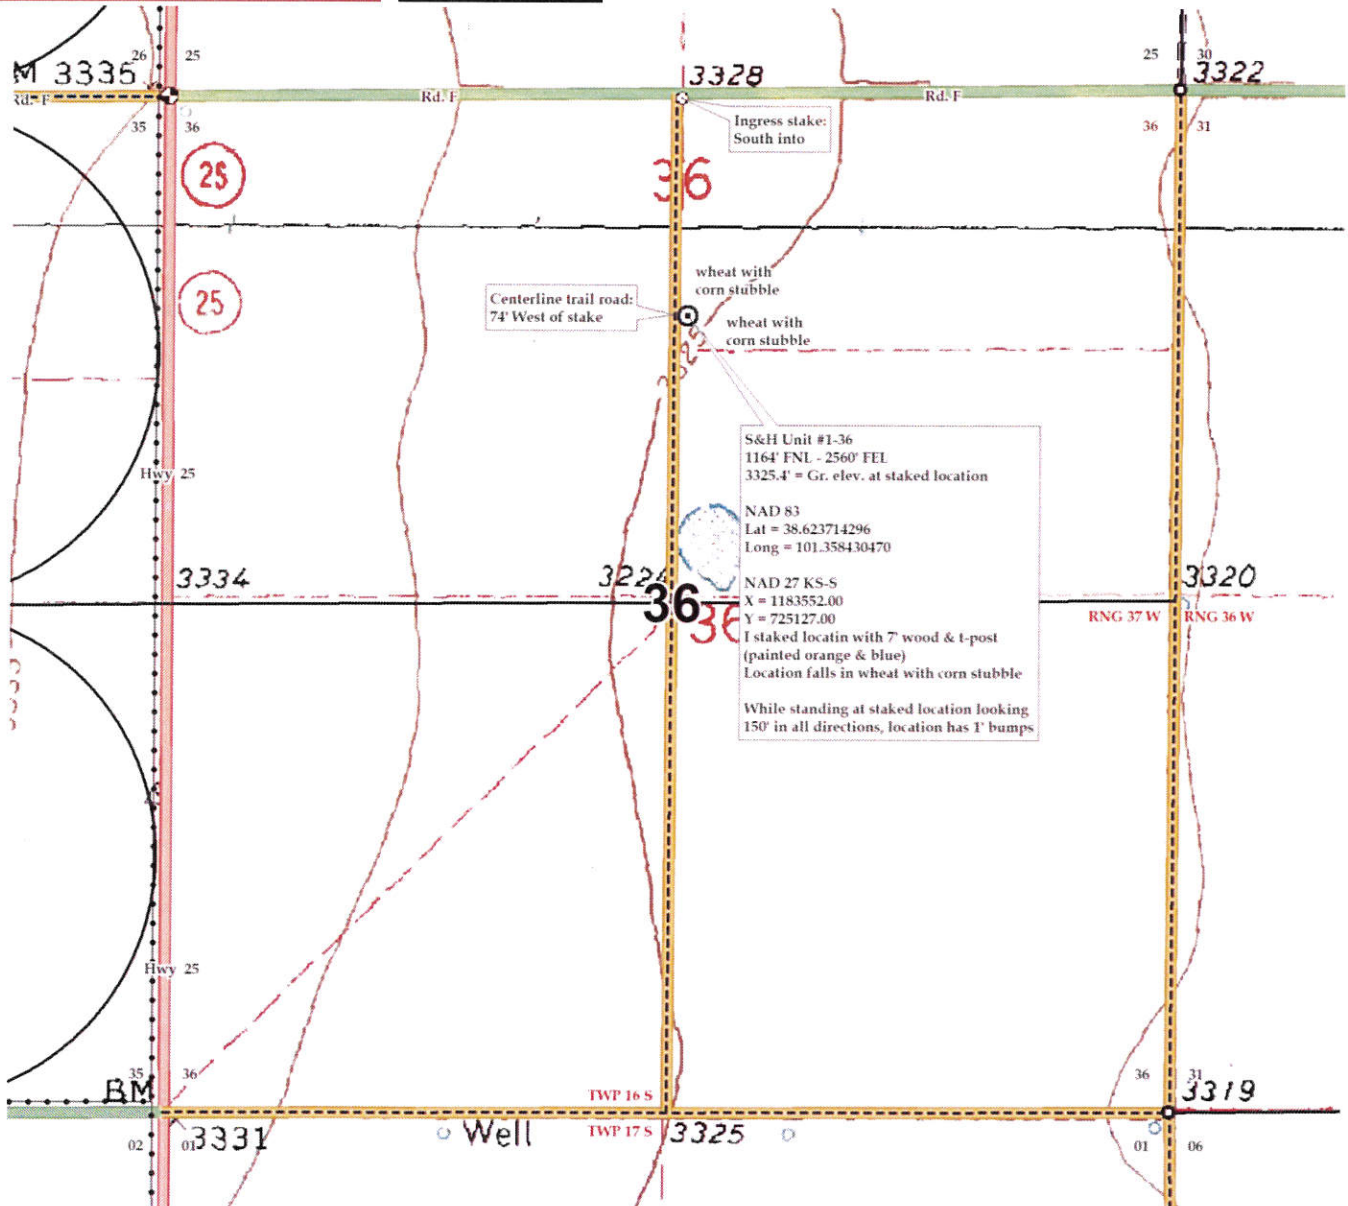 26 25
25 30
M 3335
3328
3322
Rd. F
Rd. F
Rd. F
35 36
36 31
Ingress stake:
South into
25
36
wheat with
corn stubble
25
Centerline trail road:
74' West of stake
wheat with
corn stubble
S&H Unit #1-36
1164' FNL - 2560' FEL
3325.4' = Gr. elev. at staked location
Hwy 25
NAD 83
Lat = 38.623714296
Long = 101.358430470
3334
3320
NAD 27 KS-S
X = 1183552.00
Y = 725127.00
36
36
RNG 37 W RNG 36 W
I staked locatin with 7' wood & t-post
(painted orange & blue)
Location falls in wheat with corn stubble
While standing at staked location looking
150' in all directions, location has 1' bumps
Hwy 25
35 36
36 31
BM
TWP 16 S
3319
3331
Well
TWP 17 S
3325
02 01
01 06